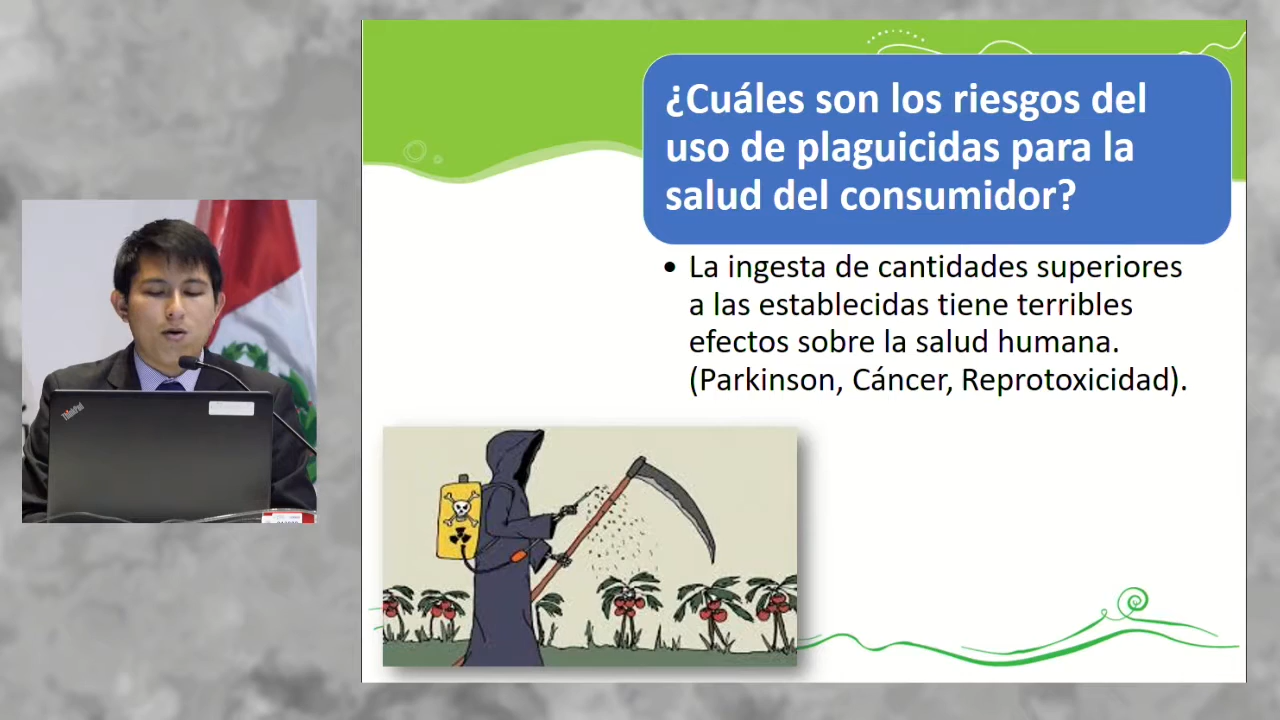 ¿Cuáles son los riesgos del
uso de plaguicidas para la
salud del consumidor?
• La ingesta de cantidades superiores
a las establecidas tiene terribles
efectos sobre la salud humana.
(Parkinson, Cáncer, Reprotoxicidad).
ThinkPad